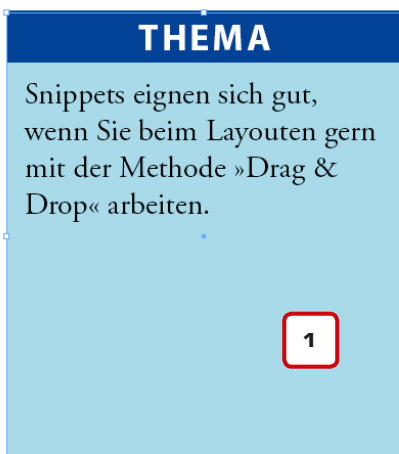 THEMA
Snippets eignen sich gut,
wenn Sie beim Layouten gern
mit der Methode »Drag &
Drop« arbeiten.
1